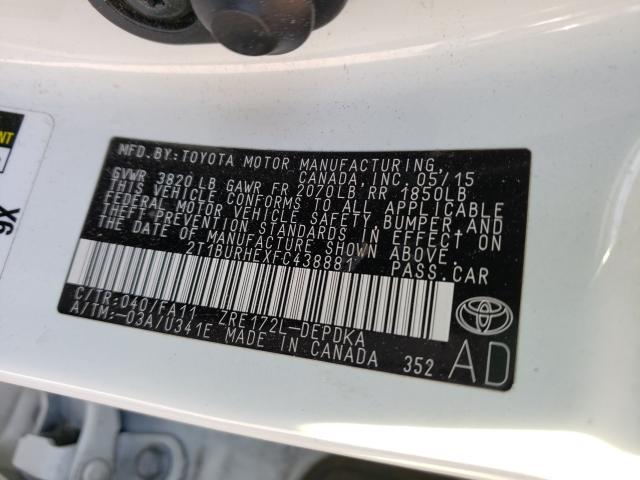 MFD. BY: TOYOTA MOTOR MANUFACTURING
CANADA, INC. 05/15
GVWR 3820 LB GAWR FR 2070LB RR 1850LB
THIS VEHICLE CONFORMS TO ALL APPLICABLE
FEDERAL MOTOR VEHICLE SAFETY, BUMPER, AND
THEFT PREVENTION STANDARDS IN EFFECT ON
THE DATE OF MANUFACTURE SHOWN ABOVE.
2T1BURHEXFC438881 PASS.CAR
C/TR:040/FA11 ZRE172L-DEPDKA
A/TM:-03A/U341E MADE IN CANADA 352
AD